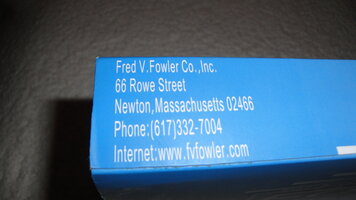 Fred V.Fowler Co.,Inc.
66 Rowe Street
Newton,Massachusetts 02466
Phone:(617)332-7004
Internet:www.fvfowler.com